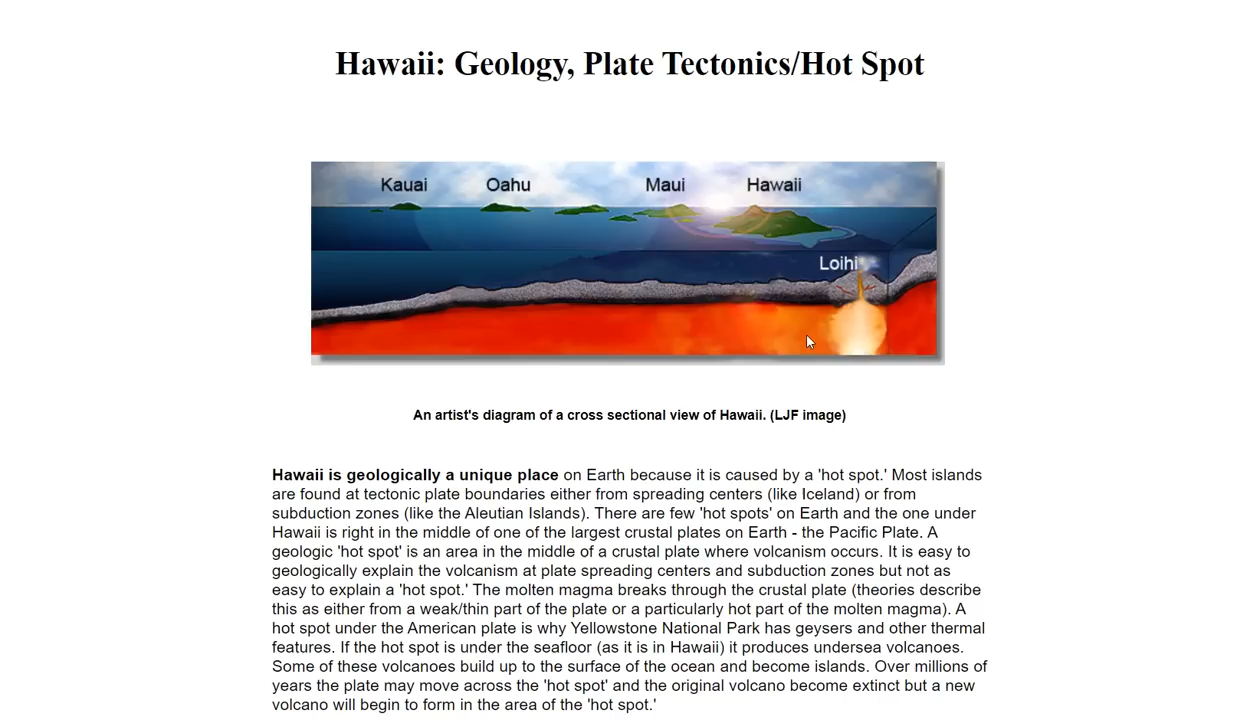 Hawaii: Geology, Plate Tectonics/Hot Spot
Kauai Oahu Maui Hawaii
Loihi
An artist's diagram of a cross sectional view of Hawaii. (LJF image)
Hawaii is geologically a unique place on Earth because it is caused by a 'hot spot.' Most islands
are found at tectonic plate boundaries either from spreading centers (like Iceland) or from
subduction zones (like the Aleutian Islands). There are few 'hot spots' on Earth and the one under
Hawaii is right in the middle of one of the largest crustal plates on Earth - the Pacific Plate. A
geologic 'hot spot' is an area in the middle of a crustal plate where volcanism occurs. It is easy to
geologically explain the volcanism at plate spreading centers and subduction zones but not as
easy to explain a 'hot spot.' The molten magma breaks through the crustal plate (theories describe
this as either from a weak/thin part of the plate or a particularly hot part of the molten magma). A
hot spot under the American plate is why Yellowstone National Park has geysers and other thermal
features. If the hot spot is under the seafloor (as it is in Hawaii) it produces undersea volcanoes.
Some of these volcanoes build up to the surface of the ocean and become islands. Over millions of
years the plate may move across the 'hot spot' and the original volcano become extinct but a new
volcano will begin to form in the area of the 'hot spot.'